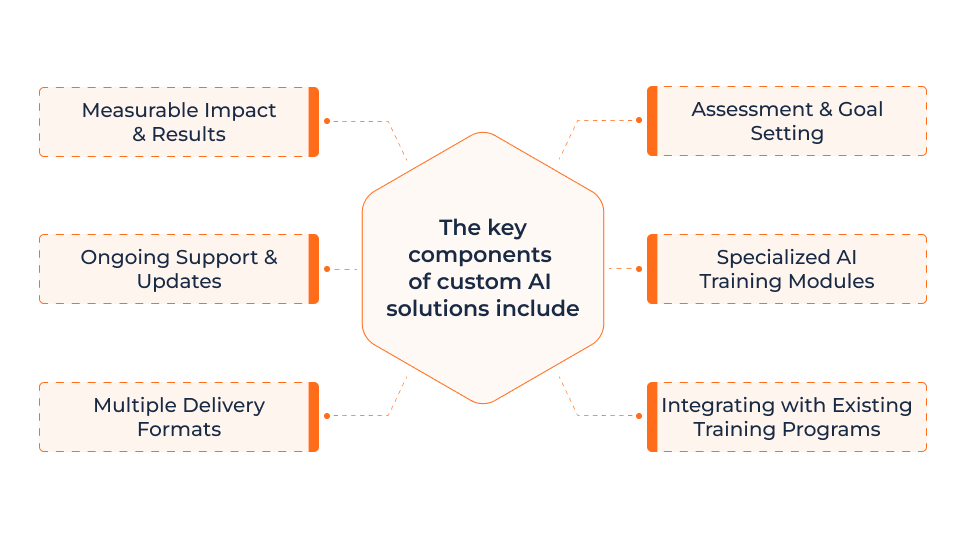 Measurable Impact
& Results
Assessment & Goal
Setting
Ongoing Support &
Updates
The key
components
of custom AI
solutions include
Specialized AI
Training Modules
Multiple Delivery
Formats
Integrating with Existing
Training Programs